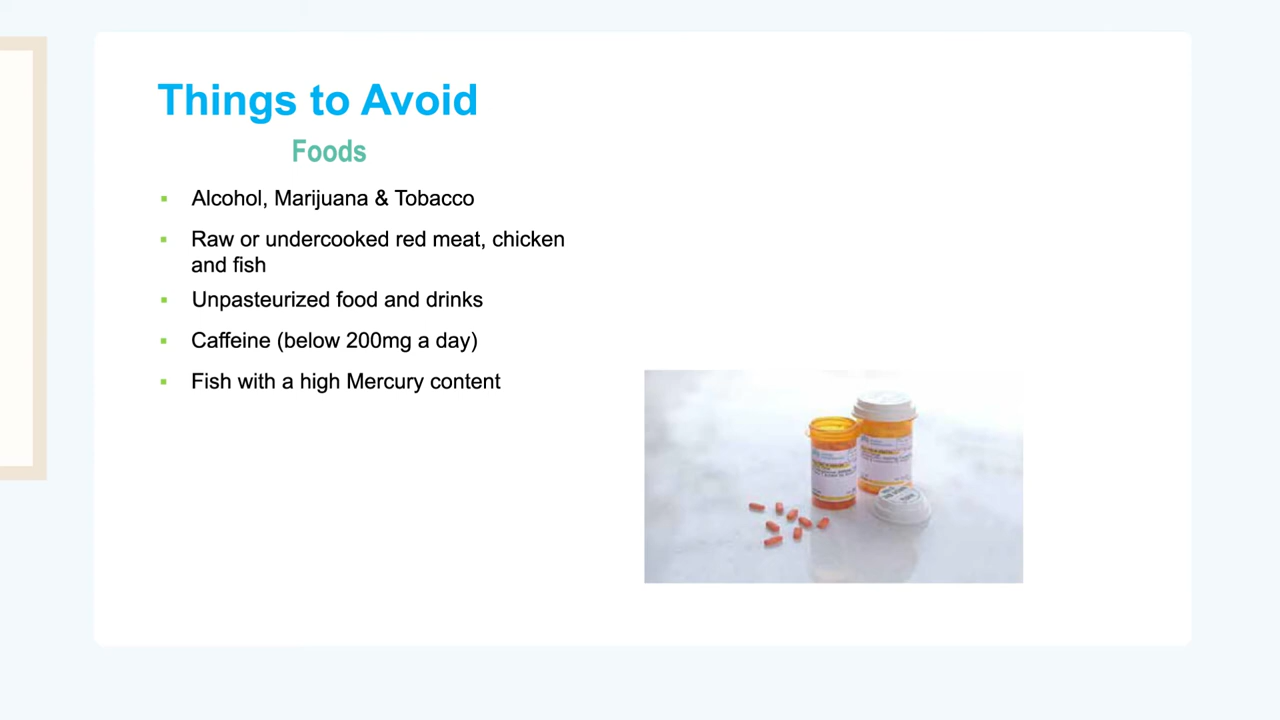 Things to Avoid
Foods
Alcohol, Marijuana & Tobacco
Raw or undercooked red meat, chicken
and fish
Unpasteurized food and drinks
Caffeine (below 200mg a day)
Fish with a high Mercury content